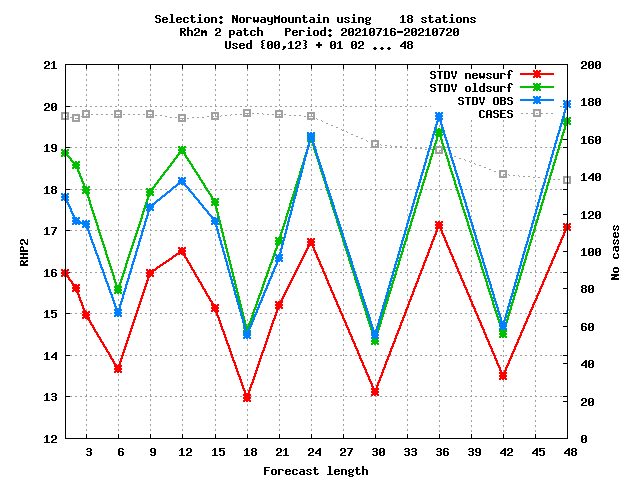 Selection: NorwayMountain using    18 stations
Rh2m 2 patch   Period: 20210716-20210720
Used {00,12} + 01 02 ... 48
STDV newsurf
STDV oldsurf
STDV OBS
CASES
21
20
19
18
17
16
15
14
13
12
RHP2
200
180
160
140
120
100
80
60
40
20
0
No cases
3 6 9 12 15 18 21 24 27 30 33 36 39 42 45 48
Forecast length